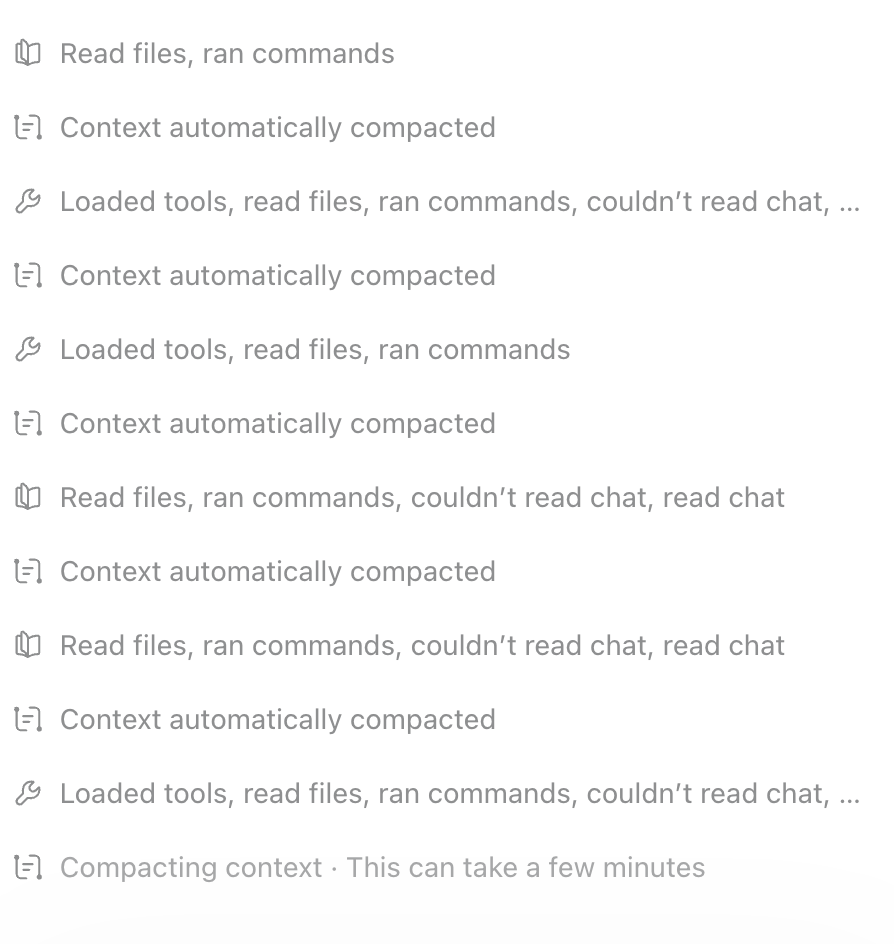 Read files, ran commands
Context automatically compacted
Loaded tools, read files, ran commands, couldn’t read chat, ...
Context automatically compacted
Loaded tools, read files, ran commands
Context automatically compacted
Read files, ran commands, couldn’t read chat, read chat
Context automatically compacted
Read files, ran commands, couldn’t read chat, read chat
Context automatically compacted
Loaded tools, read files, ran commands, couldn’t read chat, ...
Compacting context · This can take a few minutes